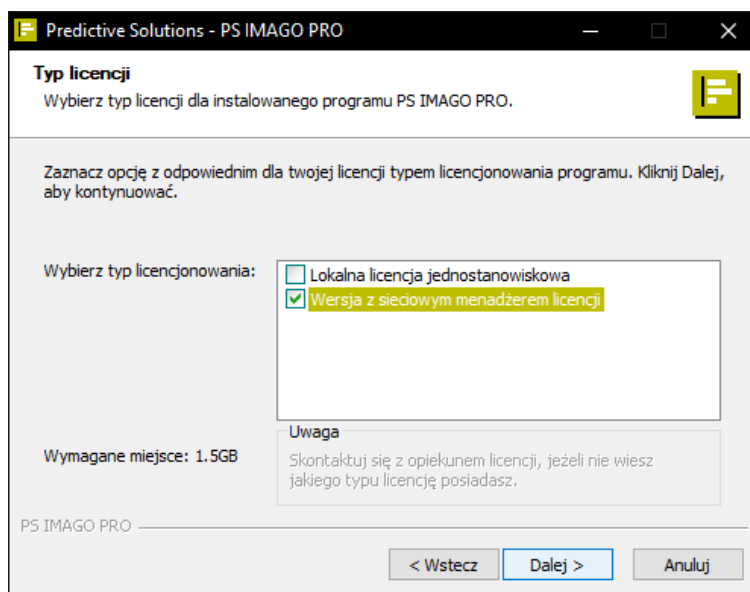 Predictive Solutions - PS IMAGO PRO
Typ licencji
Wybierz typ licencji dla instalowanego programu PS IMAGO PRO.
Zaznacz opcję z odpowiednim dla twojej licencji typem licencjonowania programu. Kliknij Dalej,
aby kontynuować.
Wybierz typ licencjonowania:
Lokalna licencja jednostanowiskowa
Wersja z sieciowym menadżerem licencji
Wymagane miejsce: 1.5GB
Uwaga
Skontaktuj się z opiekunem licencji, jeżeli nie wiesz
jakiego typu licencję posiadasz.
PS IMAGO PRO
< Wstecz
Dalej >
Anuluj